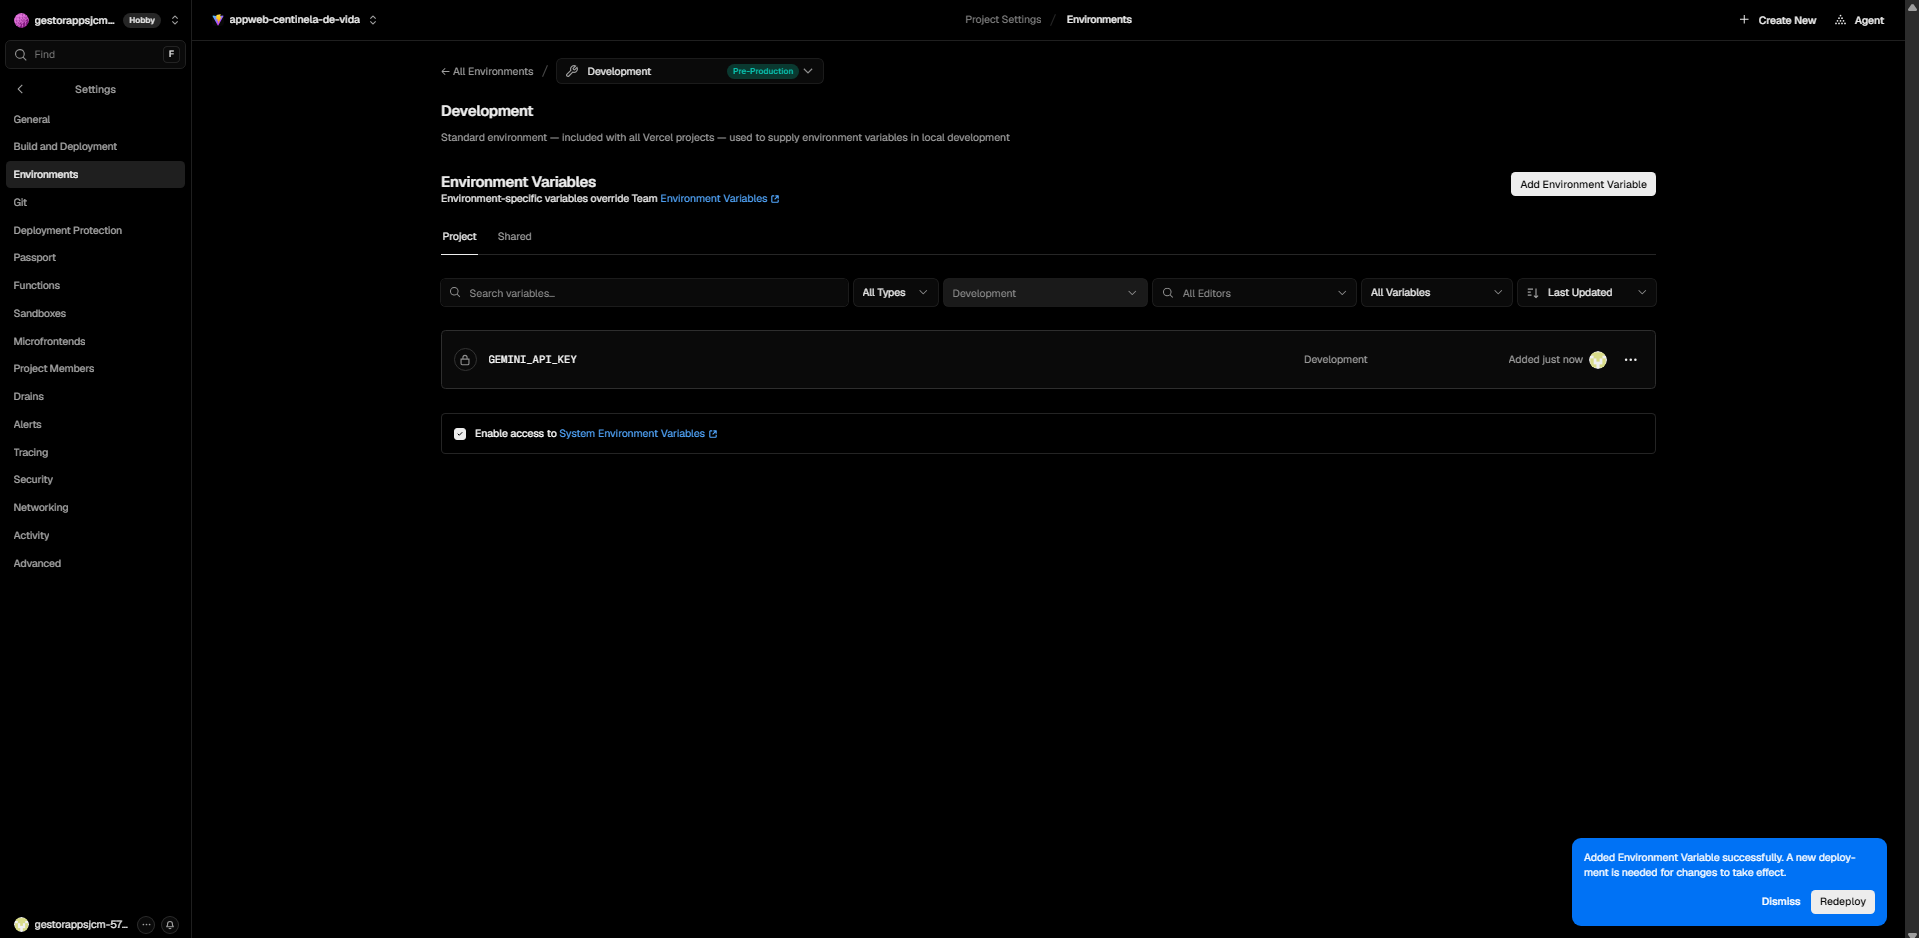 gestorappsjcm... Hobby
Find F
Settings
General
Build and Deployment
Environments
Git
Deployment Protection
Passport
Functions
Sandboxes
Microfrontends
Project Members
Drains
Alerts
Tracing
Security
Networking
Activity
Advanced
gestorappsjcm-57...
appweb-centinela-de-vida
Project Settings / Environments
Create New
Agent
← All Environments / Development Pre-Production
Development
Standard environment — included with all Vercel projects — used to supply environment variables in local development
Environment Variables
Environment-specific variables override Team Environment Variables
Add Environment Variable
Project Shared
Search variables...
All Types
Development
All Editors
All Variables
Last Updated
GEMINI_API_KEY Development Added just now
Enable access to System Environment Variables
Added Environment Variable successfully. A new deploy-
ment is needed for changes to take effect.
Dismiss Redeploy